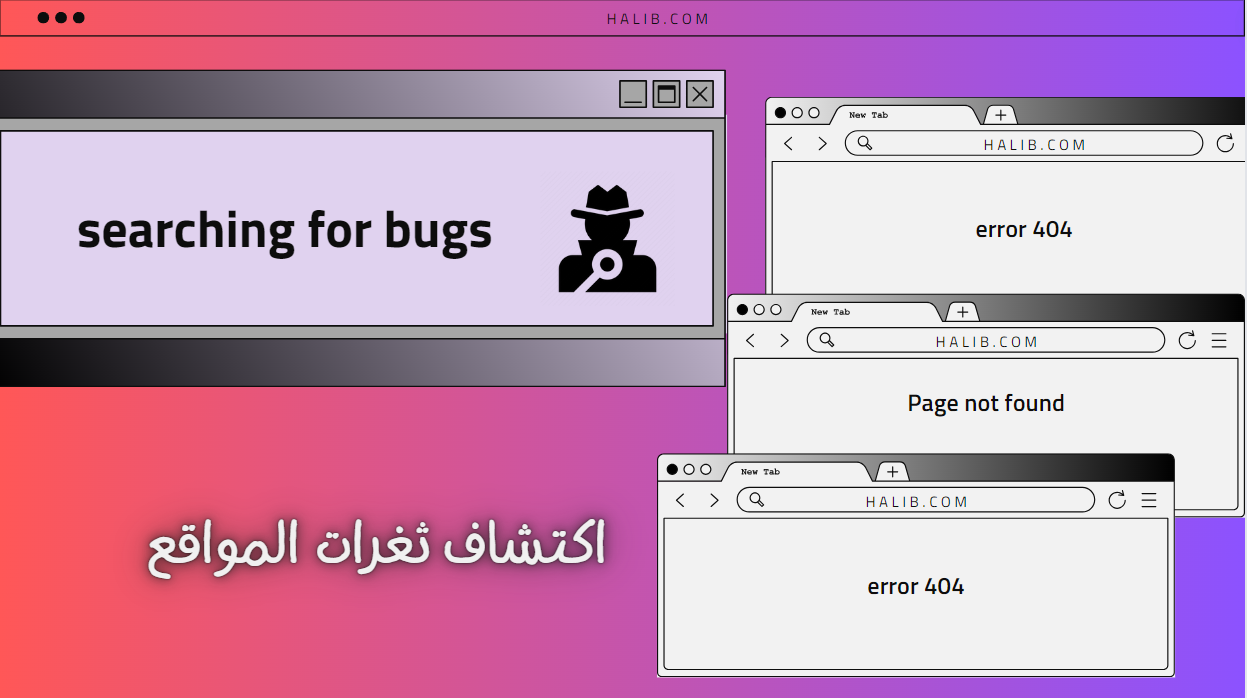 HALIB.COM
searching for bugs
New Tab
HALIB.COM
error 404
New Tab
HALIB.COM
Page not found
New Tab
HALIB.COM
error 404
اكتشاف ثغرات المواقع